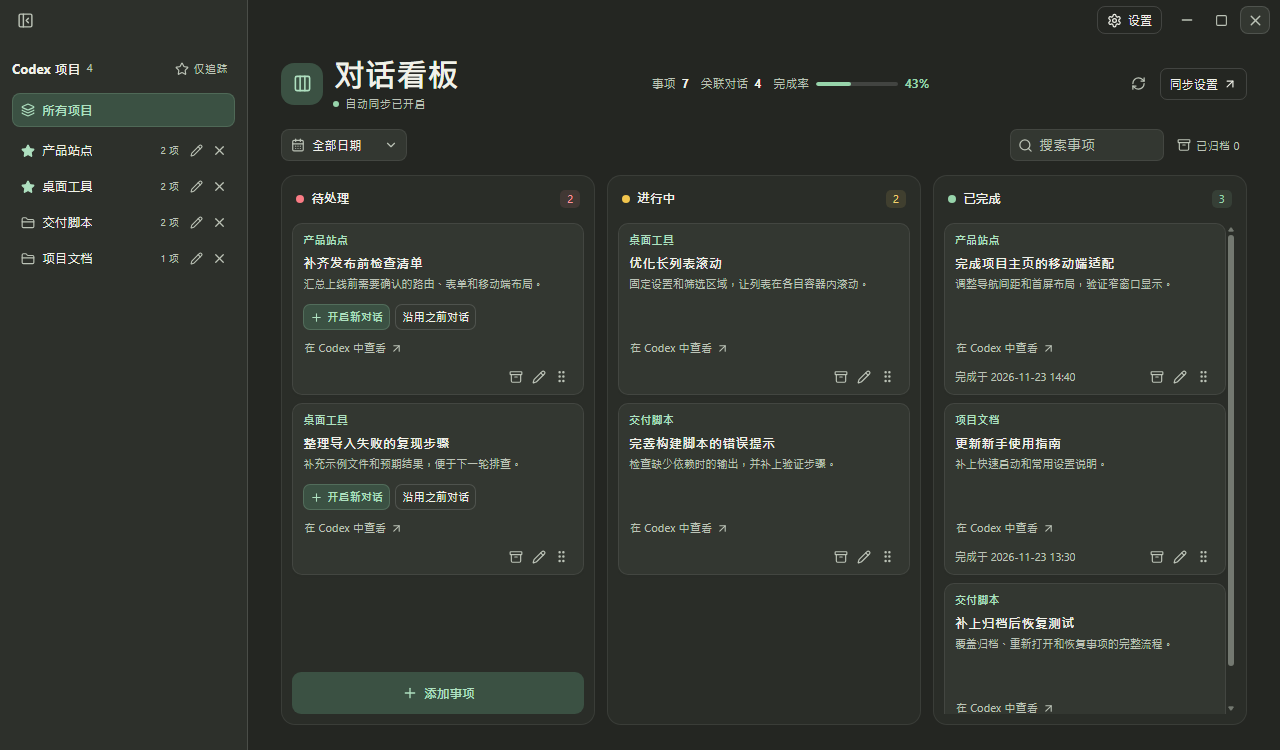 设置
Codex 项目 4
仅追踪
所有项目
产品站点 2 项
桌面工具 2 项
交付脚本 2 项
项目文档 1 项
对话看板
自动同步已开启
事项 7 关联对话 4 完成率 43%
同步设置
全部日期
搜索事项
已归档 0
待处理 2
产品站点
补齐发布前检查清单
汇总上线前需要确认的路由、表单和移动端布局。
开启新对话
沿用之前对话
在 Codex 中查看
桌面工具
整理导入失败的复现步骤
补充示例文件和预期结果，便于下一轮排查。
开启新对话
沿用之前对话
在 Codex 中查看
添加事项
进行中 2
桌面工具
优化长列表滚动
固定设置和筛选区域，让列表在各自容器内滚动。
在 Codex 中查看
交付脚本
完善构建脚本的错误提示
检查缺少依赖时的输出，并补上验证步骤。
在 Codex 中查看
已完成 3
产品站点
完成项目主页的移动端适配
调整导航间距和首屏布局，验证窄窗口显示。
在 Codex 中查看
完成于 2026-11-23 14:40
项目文档
更新新手使用指南
补上快速启动和常用设置说明。
在 Codex 中查看
完成于 2026-11-23 13:30
交付脚本
补上归档后恢复测试
覆盖归档、重新打开和恢复事项的完整流程。
在 Codex 中查看